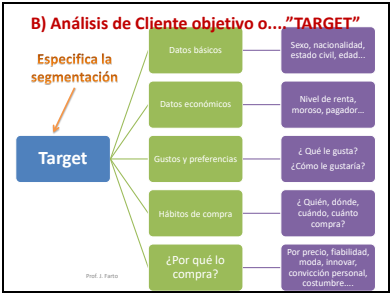 B) Análisis de Cliente objetivo o....”TARGET”
Especifica la
segmentación
Target
Datos básicos
Sexo, nacionalidad,
estado civil, edad...
Datos económicos
Nivel de renta,
moroso, pagador…
Gustos y preferencias
¿ Qué le gusta?
¿Cómo le gustaría?
Hábitos de compra
¿ Quién, dónde,
cuándo, cuánto
compra?
¿Por qué lo
compra?
Por precio, fiabilidad,
moda, innovar,
convicción personal,
costumbre….
Prof J. Farto